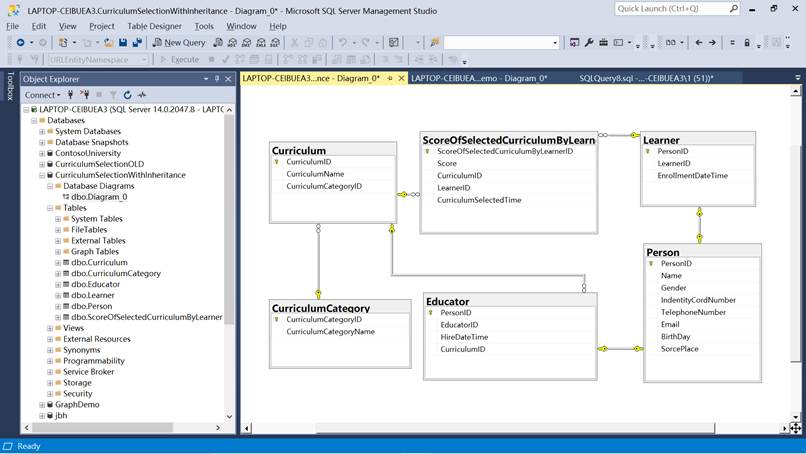 LAPTOP-CEIBUEA3.CurriculumSelectionWithInheritance - Diagram_0* - Microsoft SQL Server Management Studio
Quick Launch (Ctrl+Q)
File Edit View Project Table Designer Tools Window Help
New Query
URLEntityNamespace
Execute
Toolbox
Object Explorer
Connect
LAPTOP-CEIBUEA3 (SQL Server 14.0.2047.8 - LAPTO
Databases
System Databases
Database Snapshots
ContosoUniversity
CurriculumSelectionOLD
CurriculumSelectionWithInheritance
Database Diagrams
dbo.Diagram_0
Tables
System Tables
FileTables
External Tables
Graph Tables
dbo.Curriculum
dbo.CurriculumCategory
dbo.Educator
dbo.Learner
dbo.Person
dbo.ScoreOfSelectedCurriculumByLearner
Views
External Resources
Synonyms
Programmability
Service Broker
Storage
Security
GraphDemo
jbh
LAPTOP-CEIBUEA3...nce - Diagram_0*
LAPTOP-CEIBUEA...emo - Diagram_0*
SQLQuery8.sql -...-CEIBUEA3\1 (51))*
Curriculum
CurriculumID
CurriculumName
CurriculumCategoryID
ScoreOfSelectedCurriculumByLearn
ScoreOfSelectedCurriculumByLearnerID
Score
CurriculumID
LearnerID
CurriculumSelectedTime
Learner
PersonID
LearnerID
EnrollmentDateTime
CurriculumCategory
CurriculumCategoryID
CurriculumCategoryName
Educator
PersonID
EducatorID
HireDateTime
CurriculumID
Person
PersonID
Name
Gender
IndentityCordNumber
TelephoneNumber
Email
BirthDay
SorcePlace
Ready